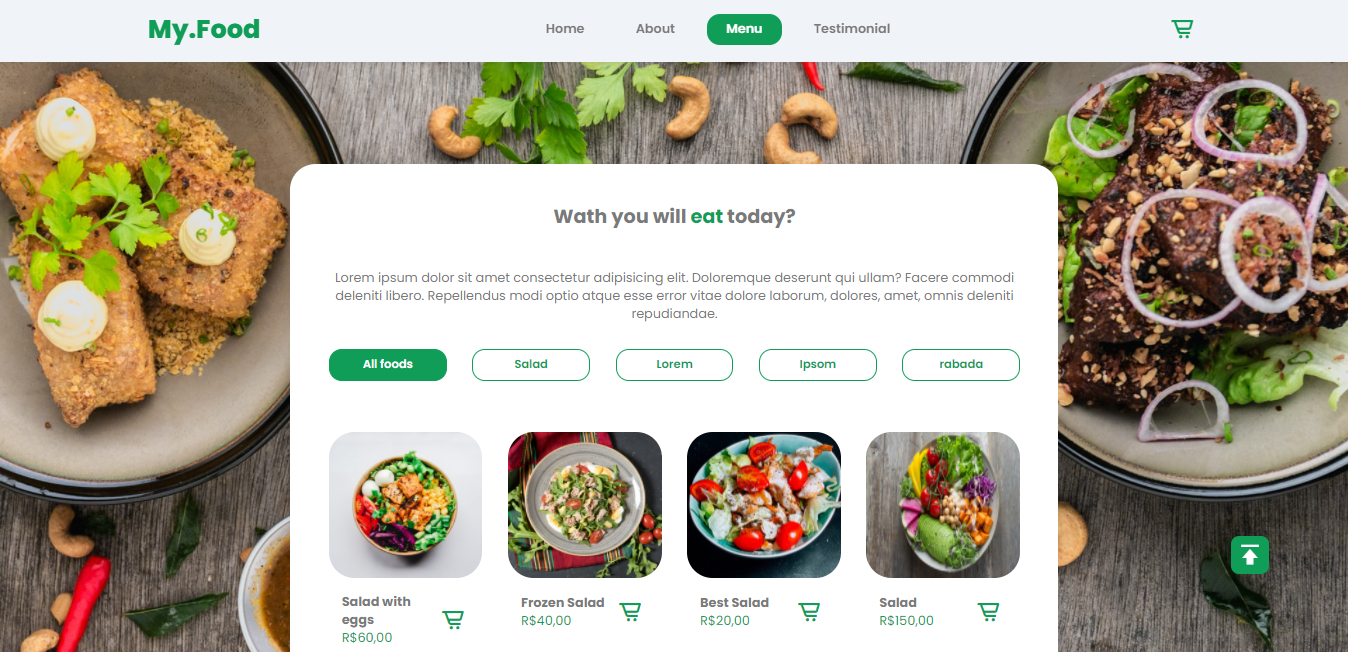 My.Food
Home About Menu Testimonial
Wath you will eat today?
Lorem ipsum dolor sit amet consectetur adipisicing elit. Doloremque deserunt qui ullam? Facere commodi
deleniti libero. Repellendus modi optio atque esse error vitae dolore laborum, dolores, amet, omnis deleniti
repudiandae.
All foods Salad Lorem Ipsom rabada
Salad with
eggs
R$60,00
Frozen Salad
R$40,00
Best Salad
R$20,00
Salad
R$150,00